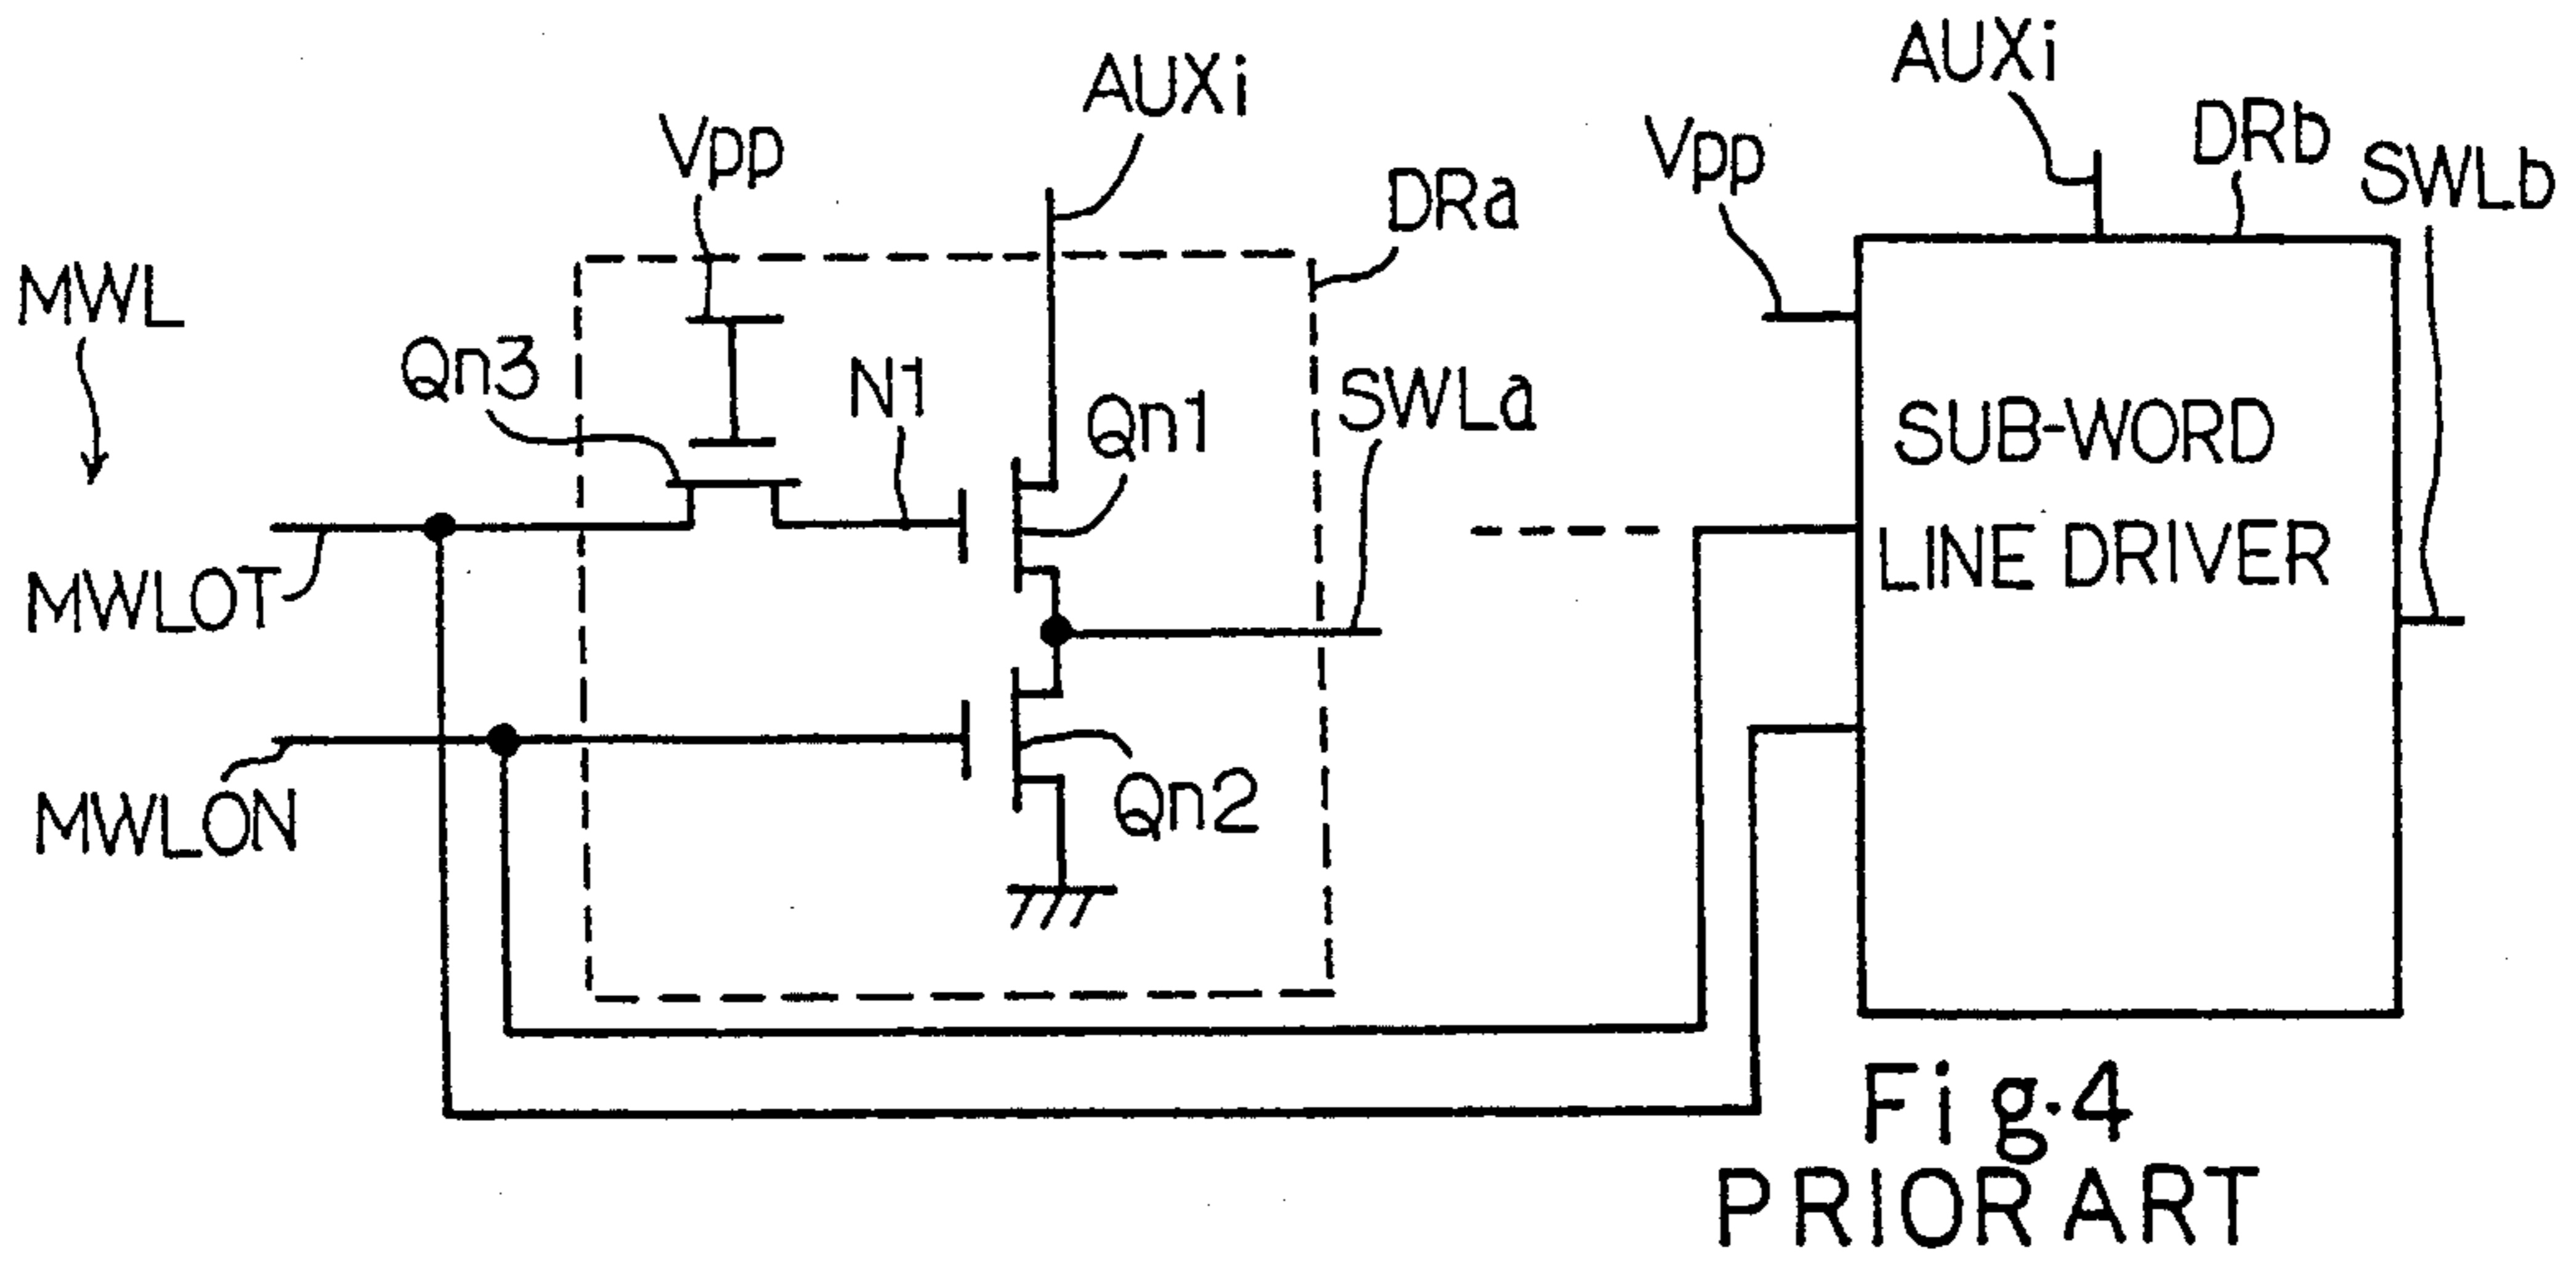 AUXi
AUXi
Vpp
Vpp
DRb
DRa
SWLb
MWL
Qn3
N1
Qn1
SWLa
SUB-WORD
LINE DRIVER
MWLOT
MWLON
Qn2
Fig.4
PRIOR ART